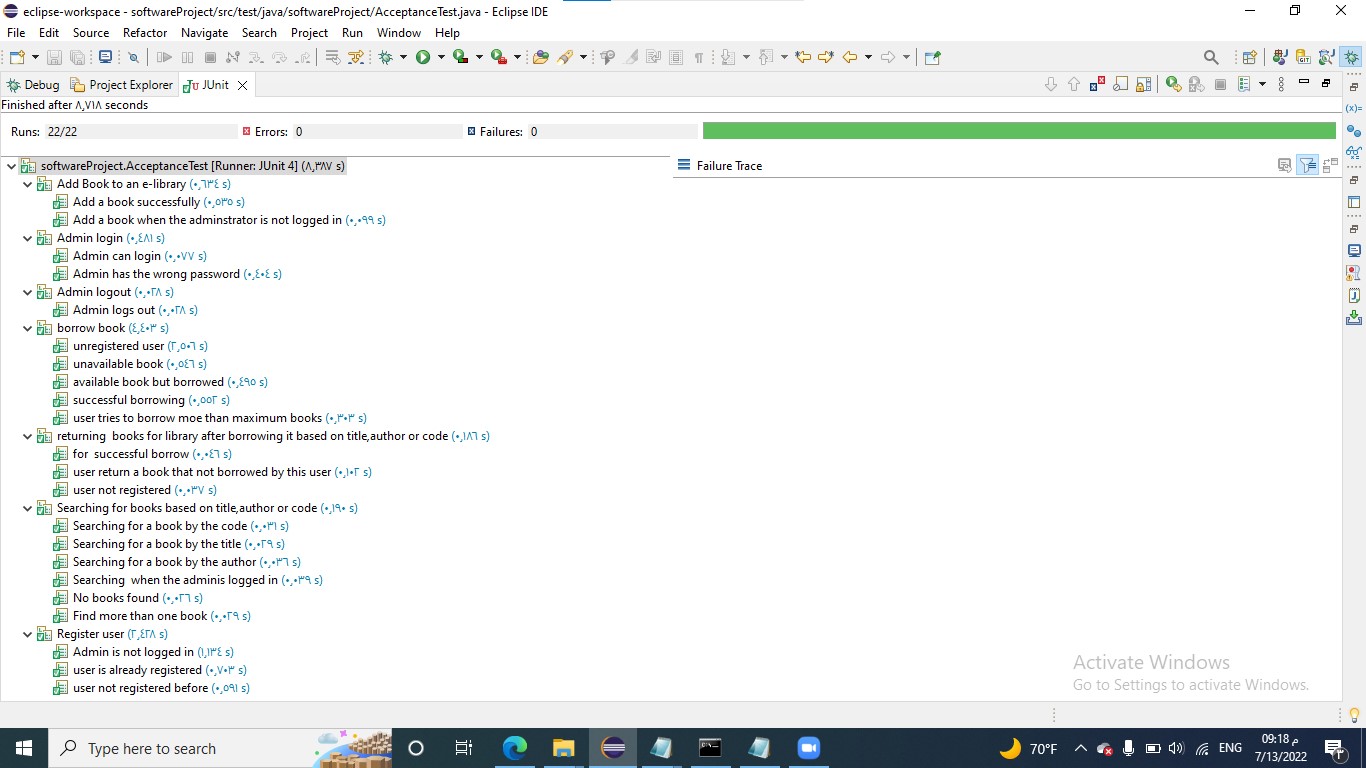 eclipse-workspace - softwareProject/src/test/java/softwareProject/AcceptanceTest.java - Eclipse IDE
File Edit Source Refactor Navigate Search Project Run Window Help
Debug Project Explorer JUnit
Finished after ٨,٧١٨ seconds
Runs: 22/22 Errors: 0 Failures: 0
softwareProject.AcceptanceTest [Runner: JUnit 4] (٨,٣٨٧ s)
Failure Trace
Add Book to an e-library (٠,٦٣٤ s)
Add a book successfully (٠,٥٣٥ s)
Add a book when the adminstrator is not logged in (٠,٠٩٩ s)
Admin login (٠,٤٨١ s)
Admin can login (٠,٠٧٧ s)
Admin has the wrong password (٠,٤٠٤ s)
Admin logout (٠,٠٢٨ s)
Admin logs out (٠,٠٢٨ s)
borrow book (٤,٤٠٣ s)
unregistered user (٢,٥٠٦ s)
unavailable book (٠,٥٤٦ s)
available book but borrowed (٠,٤٩٥ s)
successful borrowing (٠,٥٥٢ s)
user tries to borrow moe than maximum books (٠,٣٠٣ s)
returning  books for library after borrowing it based on title,author or code (٠,١٨٦ s)
for  successful borrow (٠,٠٤٦ s)
user return a book that not borrowed by this user (٠,١٠٢ s)
user not registered (٠,٠٣٧ s)
Searching for books based on title,author or code (٠,١٩٠ s)
Searching for a book by the code (٠,٠٣١ s)
Searching for a book by the title (٠,٠٢٩ s)
Searching for a book by the author (٠,٠٣٦ s)
Searching  when the adminis logged in (٠,٠٣٩ s)
No books found (٠,٠٢٦ s)
Find more than one book (٠,٠٢٩ s)
Register user (٢,٤٢٨ s)
Admin is not logged in (١,١٣٤ s)
user is already registered (٠,٧٠٣ s)
user not registered before (٠,٥٩١ s)
Activate Windows
Go to Settings to activate Windows.
Type here to search
70°F
ENG
09:18 م
7/13/2022
٣